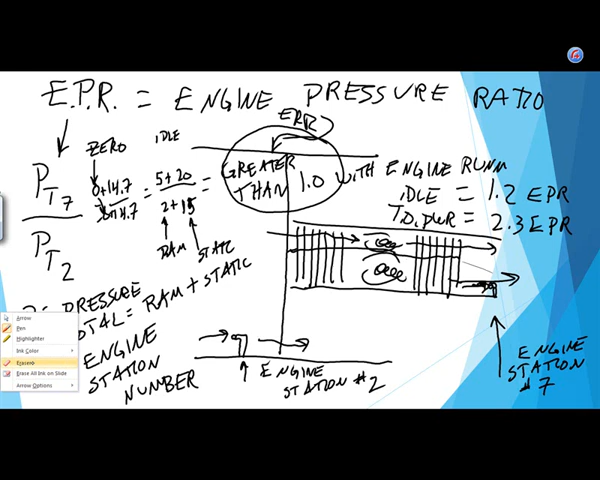 E.P.R. = ENGINE PRESSURE RATIO
ERR
ZERO IDLE
PT7 0+14.7 = 5+20 = GREATER THAN 1.0 WITH ENGINE RUNN
PT2 0+14.7 2+15
RAM STATIC
IDLE = 1.2 EPR
T.O. PWR = 2.3 EPR
PRESSURE
TOTAL = RAM + STATIC
ENGINE
STATION
NUMBER
ENGINE
STATION #2
ENGINE
STATION
#7
Arrow
Pen
Highlighter
Ink Color
Eraser
Erase All Ink on Slide
Arrow Options